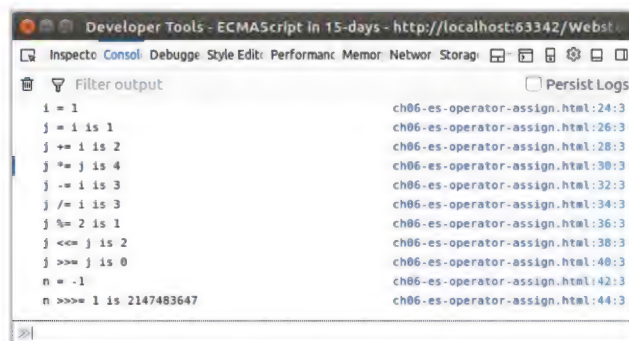 Developer Tools - ECMAScript in 15-days - http://localhost:63342/Webst
Inspecto Consol Debugge Style Edit Performanc Memor Networ Storag
Filter output Persist Logs
i = 1 ch06-es-operator-assign.html:24:3
j = i is 1 ch06-es-operator-assign.html:26:3
j += i is 2 ch06-es-operator-assign.html:28:3
j *= j is 4 ch06-es-operator-assign.html:30:3
j -= i is 3 ch06-es-operator-assign.html:32:3
j /= i is 3 ch06-es-operator-assign.html:34:3
j %= 2 is 1 ch06-es-operator-assign.html:36:3
j <<= j is 2 ch06-es-operator-assign.html:38:3
j >>= j is 0 ch06-es-operator-assign.html:40:3
n = -1 ch06-es-operator-assign.html:42:3
n >>>= 1 is 2147483647 ch06-es-operator-assign.html:44:3